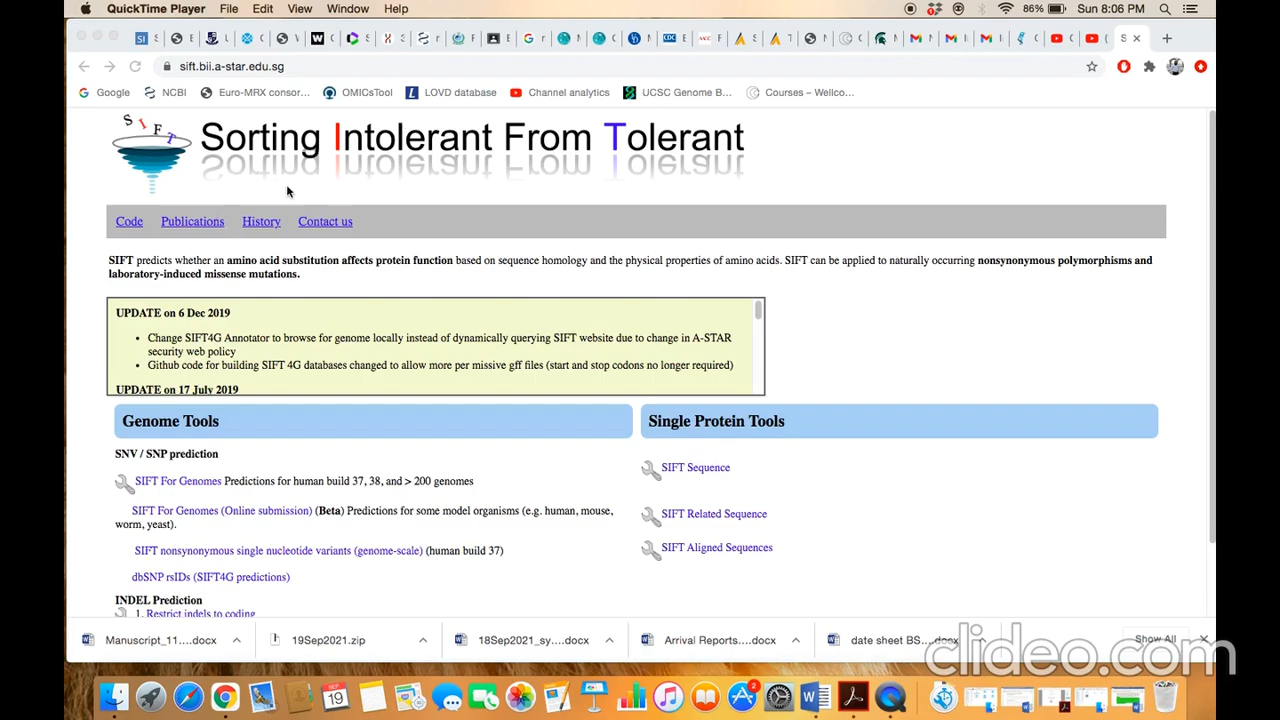 QuickTime Player File Edit View Window Help 86% Sun 8:06 PM
sift.bii.a-star.edu.sg
Google NCBI Euro-MRX consor... OMICsTool LOVD database Channel analytics UCSC Genome B... Courses – Wellco...
S I F T
Sorting Intolerant From Tolerant
Code Publications History Contact us
SIFT predicts whether an amino acid substitution affects protein function based on sequence homology and the physical properties of amino acids. SIFT can be applied to naturally occurring nonsynonymous polymorphisms and
laboratory-induced missense mutations.
UPDATE on 6 Dec 2019
• Change SIFT4G Annotator to browse for genome locally instead of dynamically querying SIFT website due to change in A-STAR
security web policy
• Github code for building SIFT 4G databases changed to allow more per missive gff files (start and stop codons no longer required)
UPDATE on 17 July 2019
Genome Tools
Single Protein Tools
SNV / SNP prediction
SIFT For Genomes Predictions for human build 37, 38, and > 200 genomes
SIFT For Genomes (Online submission) (Beta) Predictions for some model organisms (e.g. human, mouse,
worm, yeast).
SIFT nonsynonymous single nucleotide variants (genome-scale) (human build 37)
dbSNP rsIDs (SIFT4G predictions)
INDEL Prediction
1. Restrict indels to coding
SIFT Sequence
SIFT Related Sequence
SIFT Aligned Sequences
Manuscript_11....docx 19Sep2021.zip 18Sep2021_sy....docx Arrival Reports....docx date sheet BS....docx Show All
clideo.com
SEP
19
2